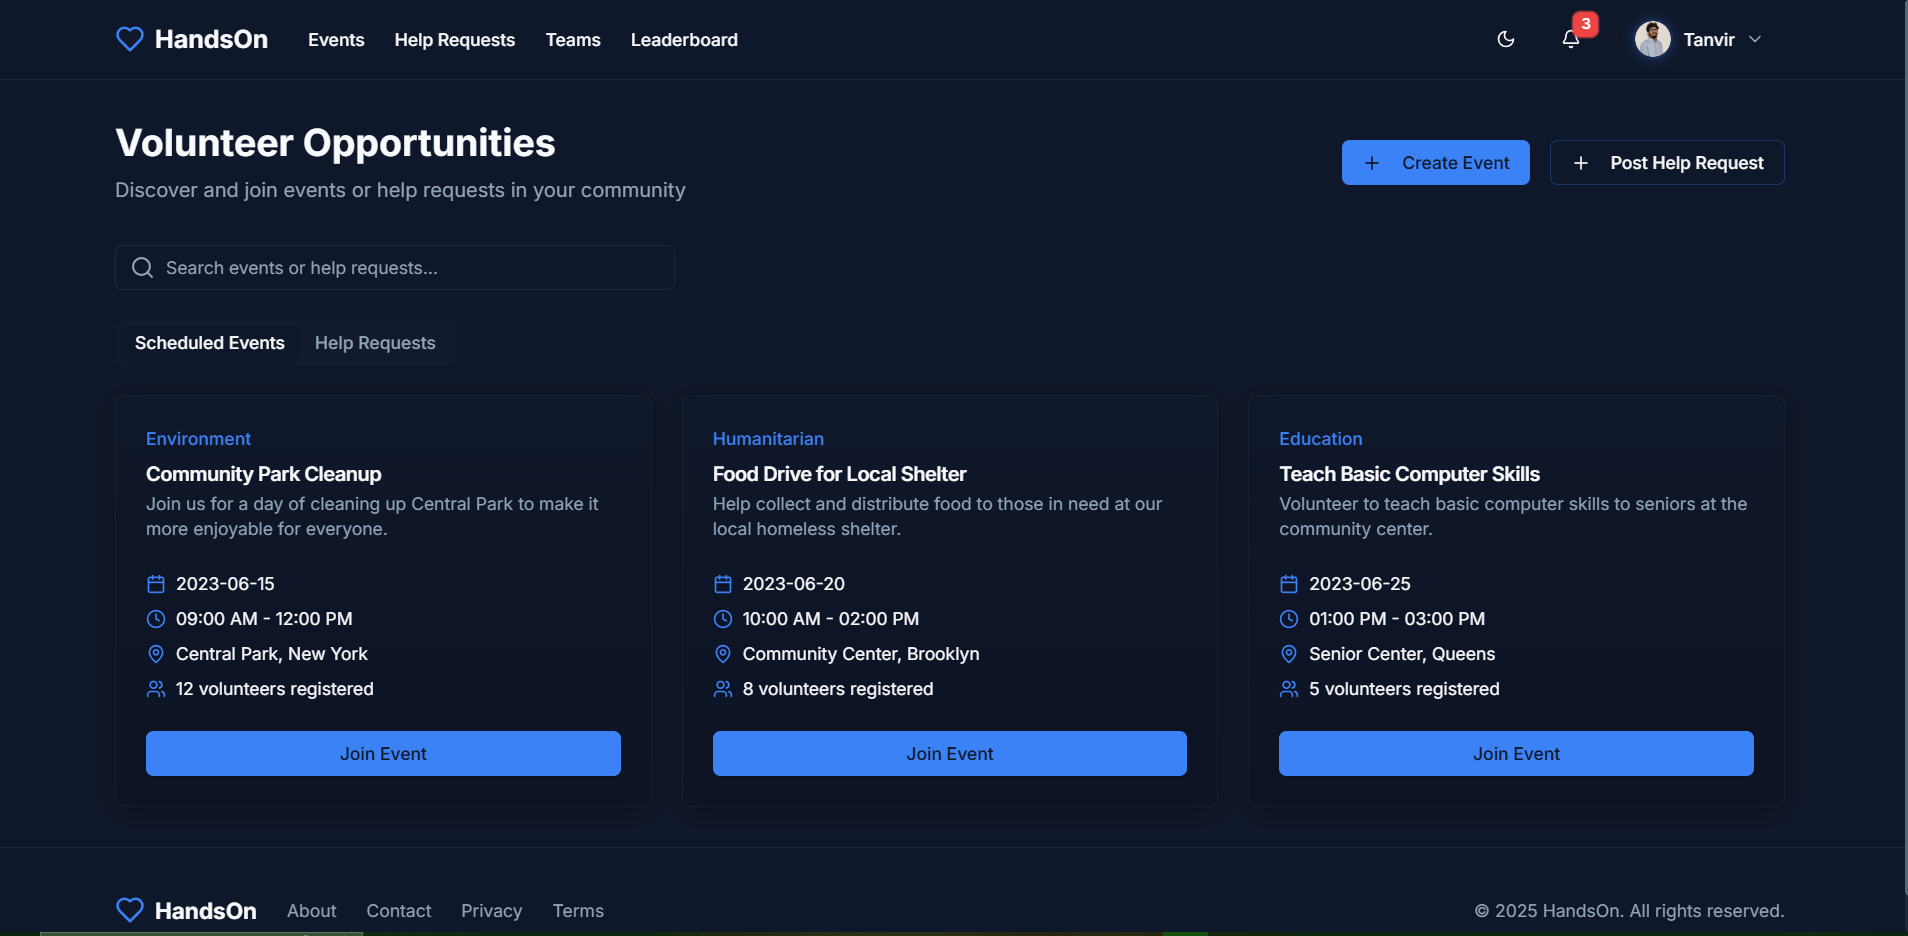 HandsOn Events Help Requests Teams Leaderboard 3 Tanvir
Volunteer Opportunities
Discover and join events or help requests in your community
Create Event Post Help Request
Search events or help requests...
Scheduled Events Help Requests
Environment
Community Park Cleanup
Join us for a day of cleaning up Central Park to make it
more enjoyable for everyone.
2023-06-15
09:00 AM - 12:00 PM
Central Park, New York
12 volunteers registered
Join Event
Humanitarian
Food Drive for Local Shelter
Help collect and distribute food to those in need at our
local homeless shelter.
2023-06-20
10:00 AM - 02:00 PM
Community Center, Brooklyn
8 volunteers registered
Join Event
Education
Teach Basic Computer Skills
Volunteer to teach basic computer skills to seniors at the
community center.
2023-06-25
01:00 PM - 03:00 PM
Senior Center, Queens
5 volunteers registered
Join Event
HandsOn About Contact Privacy Terms © 2025 HandsOn. All rights reserved.